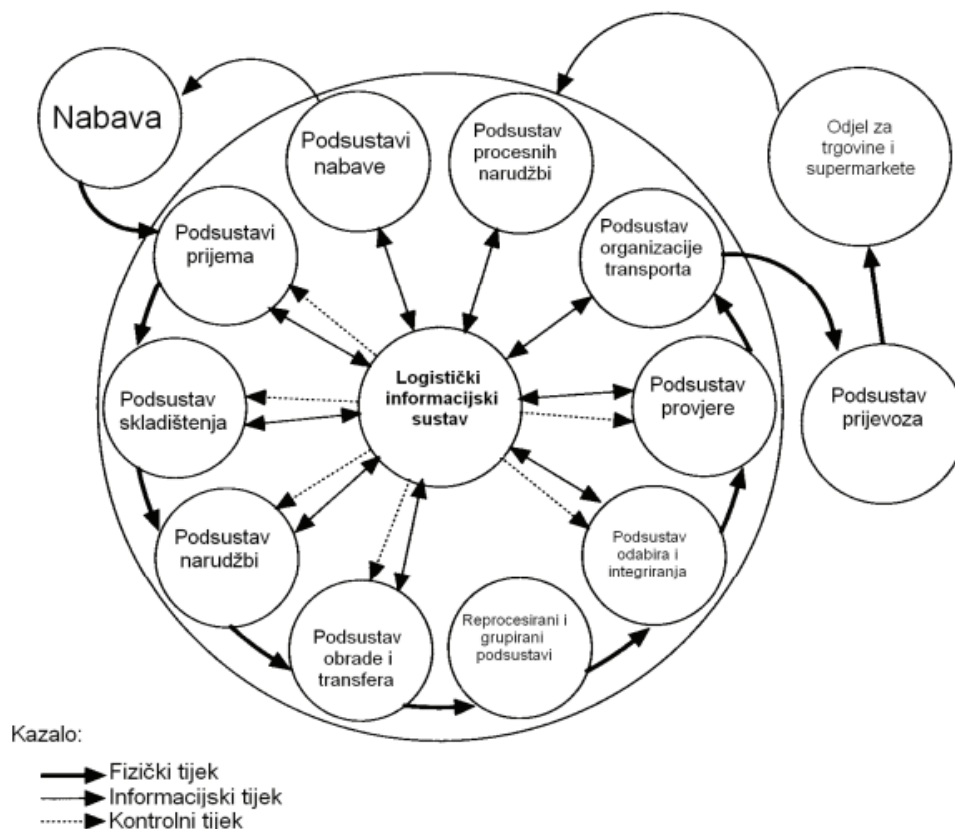 Nabava
Podsustavi
nabave
Podsustav
procesnih
narudžbi
Odjel za
trgovine i
supermarkete
Podsustavi
prijema
Podsustav
organizacije
transporta
Logistički
informacijski
sustav
Podsustav
skladištenja
Podsustav
provjere
Podsustav
prijevoza
Podsustav
narudžbi
Podsustav
odabira i
integriranja
Podsustav
obrade i
transfera
Reprocesirani i
grupirani
podsustavi
Kazalo:
Fizički tijek
Informacijski tijek
Kontrolni tijek